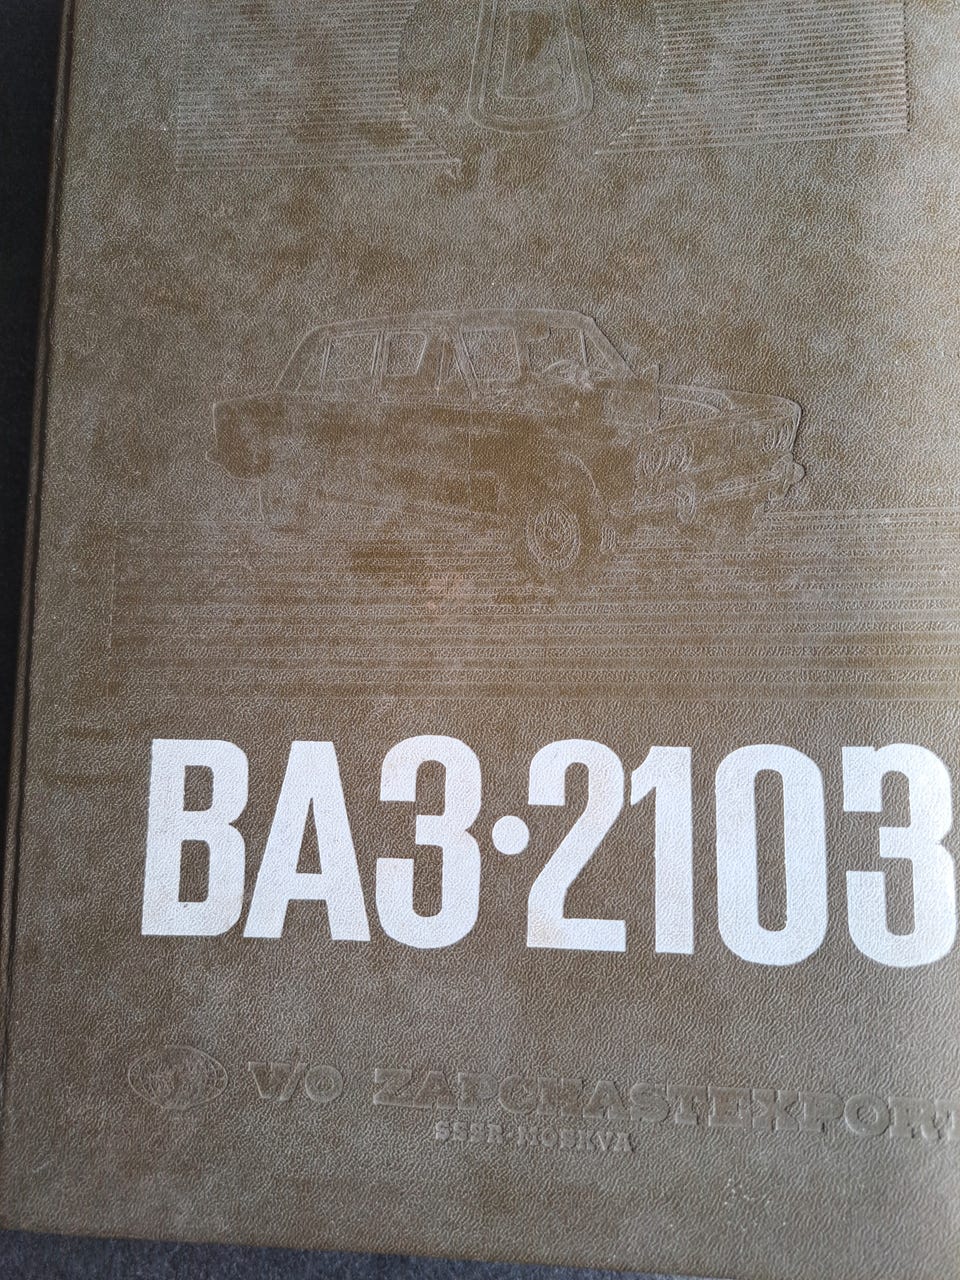 ВАЗ·2103
V/O ZAPCHASTEXPORT
SSSR·MOSKVA